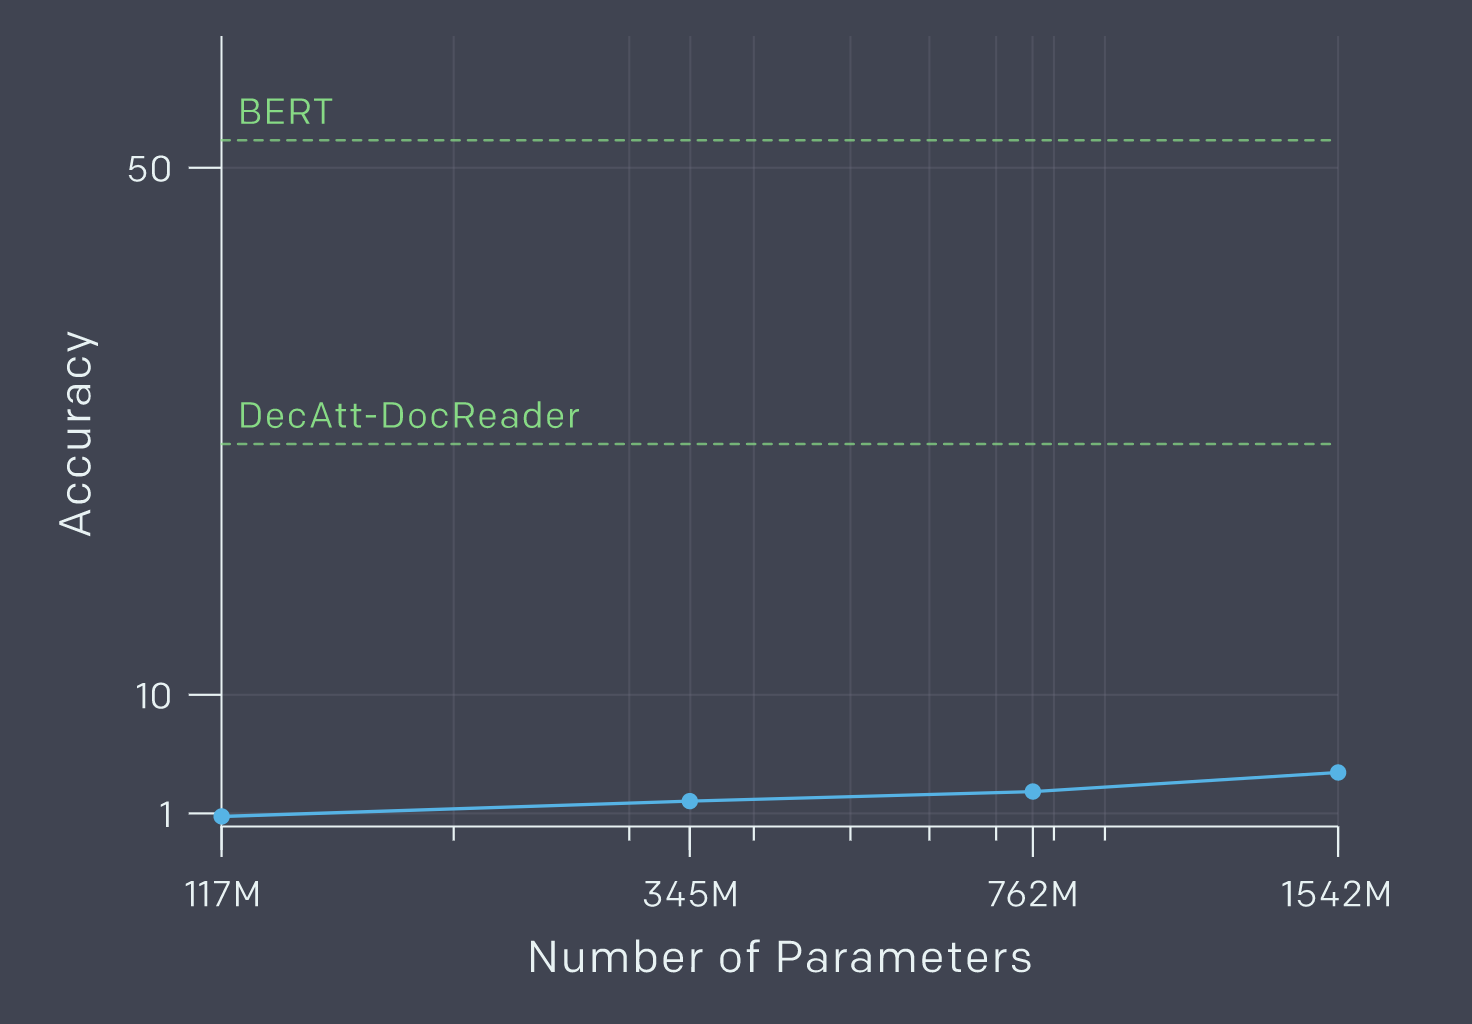 BERT
50
DecAtt-DocReader
Accuracy
10
1
117M
345M
762M
1542M
Number of Parameters